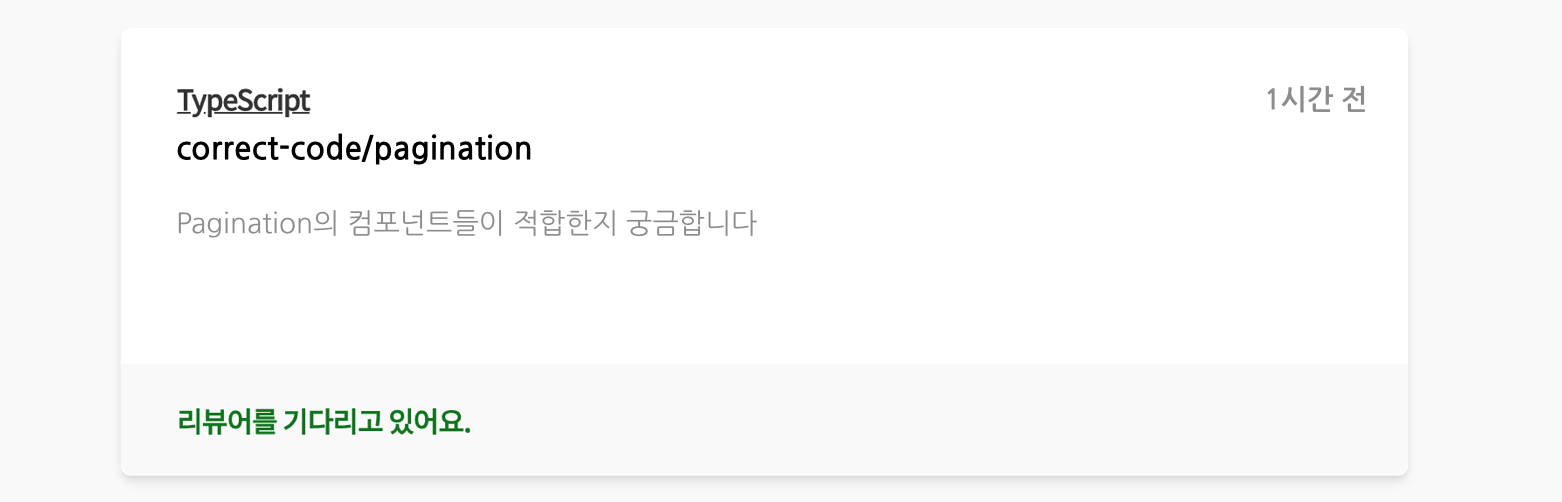 TypeScript
1시간 전
correct-code/pagination
Pagination의 컴포넌트들이 적합한지 궁금합니다
리뷰어를 기다리고 있어요.